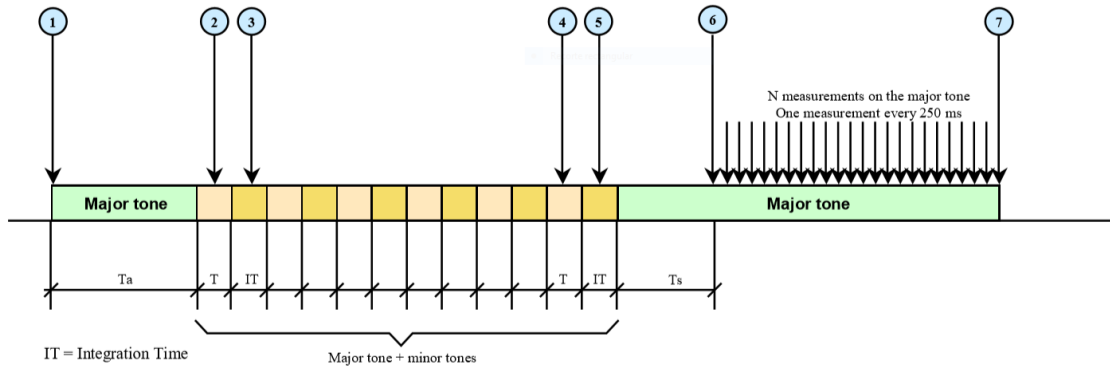 1 2 3 4 5 6 7
N measurements on the major tone
One measurement every 250 ms
Major tone Major tone
Ta T IT T IT Ts
IT = Integration Time
Major tone + minor tones